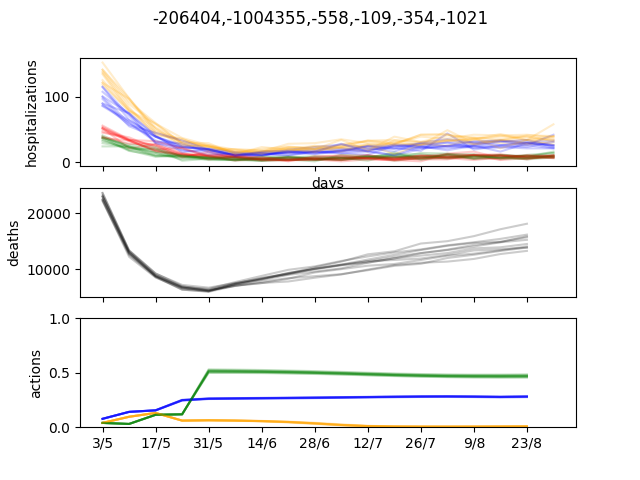 -206404,-1004355,-558,-109,-354,-1021
hospitalizations
100
0
days
deaths
20000
10000
actions
1.0
0.5
0.0
3/5 17/5 31/5 14/6 28/6 12/7 26/7 9/8 23/8